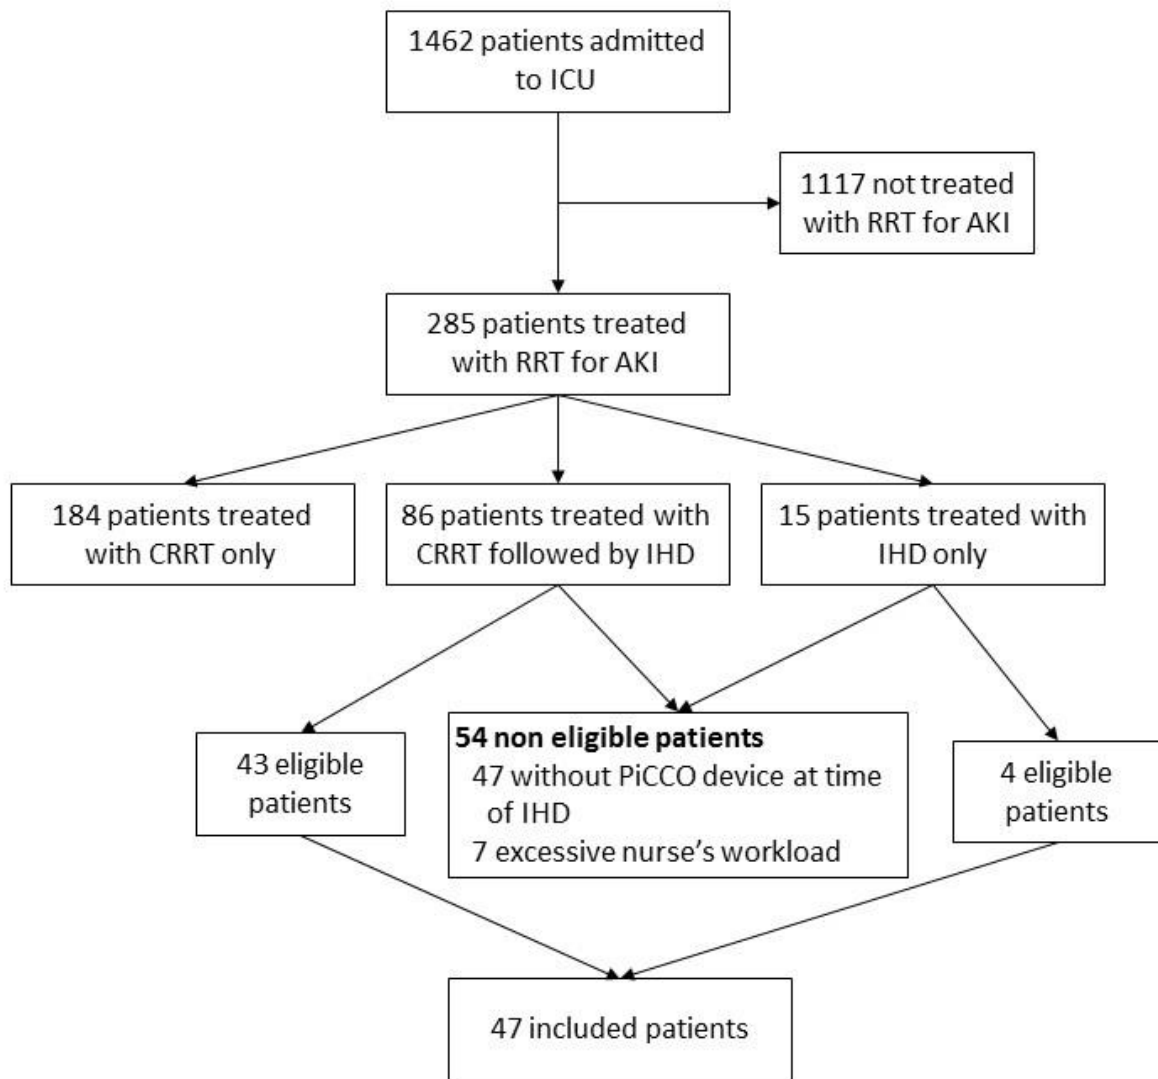 1462 patients admitted
to ICU
1117 not treated
with RRT for AKI
285 patients treated
with RRT for AKI
184 patients treated
with CRRT only
86 patients treated with
CRRT followed by IHD
15 patients treated with
IHD only
43 eligible
patients
54 non eligible patients
47 without PiCCO device at time
of IHD
7 excessive nurse’s workload
4 eligible
patients
47 included patients